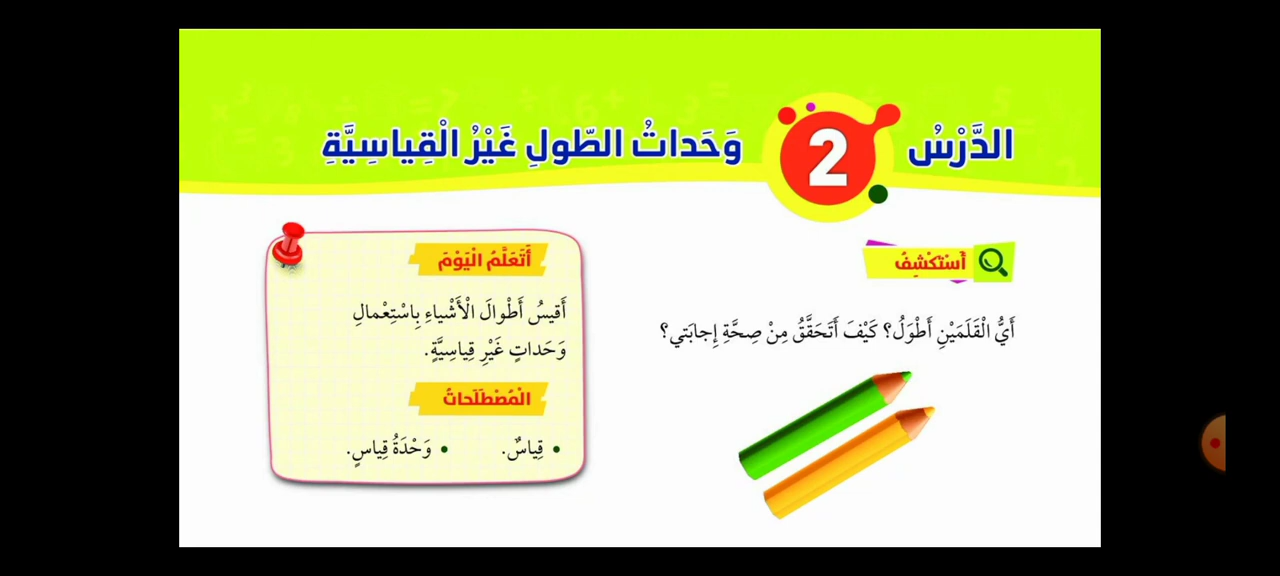 الدَّرْسُ 2 وَحَداتُ الطّولِ غَيْرُ الْقِياسِيَّةِ
أَسْتَكْشِفُ
أَيُّ الْقَلَمَيْنِ أَطْوَلُ؟ كَيْفَ أَتَحَقَّقُ مِنْ صِحَّةِ إِجابَتي؟
أَتَعَلَّمُ الْيَوْمَ
أَقيسُ أَطْوالَ الْأَشْياءِ بِاسْتِعْمالِ
وَحَداتٍ غَيْرِ قِياسِيَّةٍ.
الْمُصْطَلَحاتُ
• قِياسٌ. • وَحْدَةُ قِياسٍ.